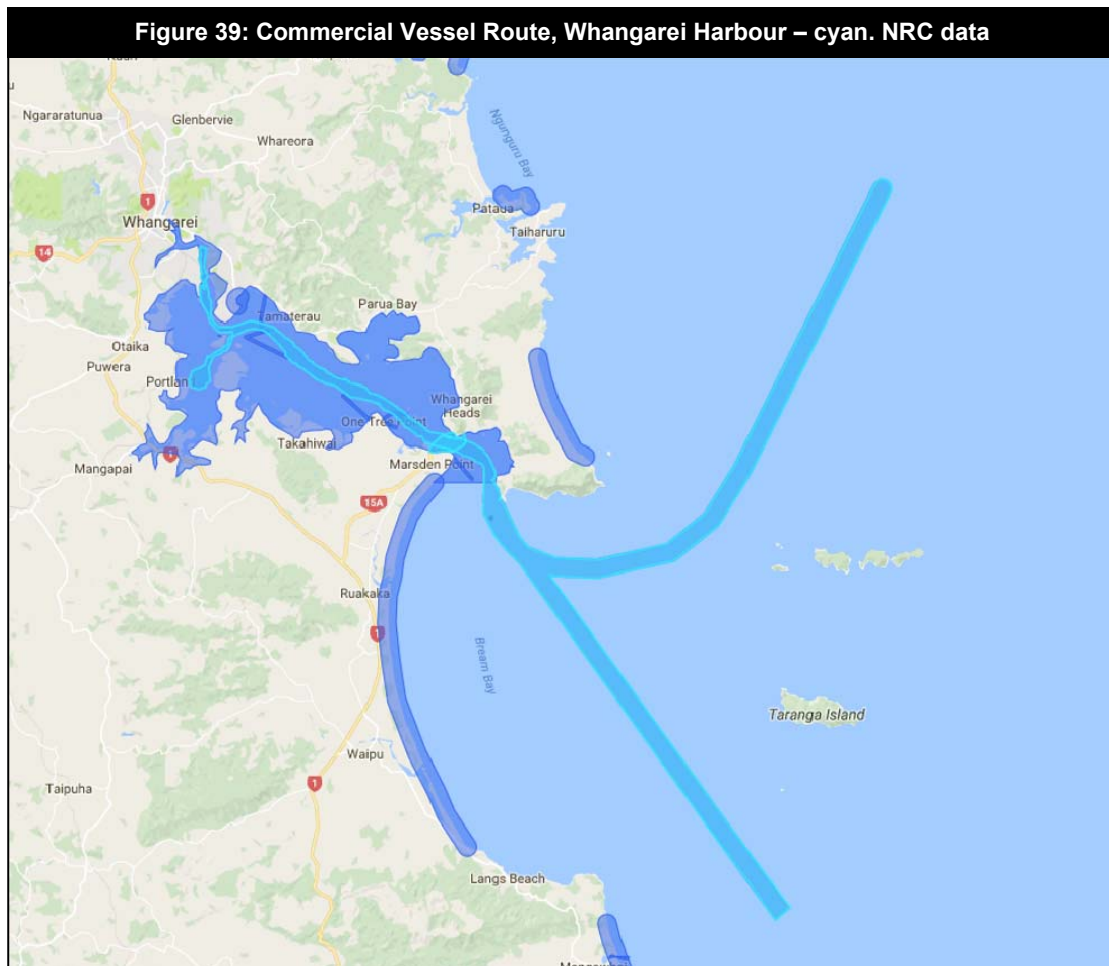 Figure 39: Commercial Vessel Route, Whangarei Harbour – cyan. NRC data
Ngararatunua
Glenbervie
Whareora
Ngunguru Bay
1
Whangarei
Pataua
Taiharuru
14
Parua Bay
Tamaterau
Otaika
Puwera
Portlan
Whangarei
Heads
One Tree Point
Takahiwai
Marsden Point
Mangapai
1
15A
Ruakaka
1
Bream Bay
Taranga Island
Waipu
1
Taipuha
Langs Beach